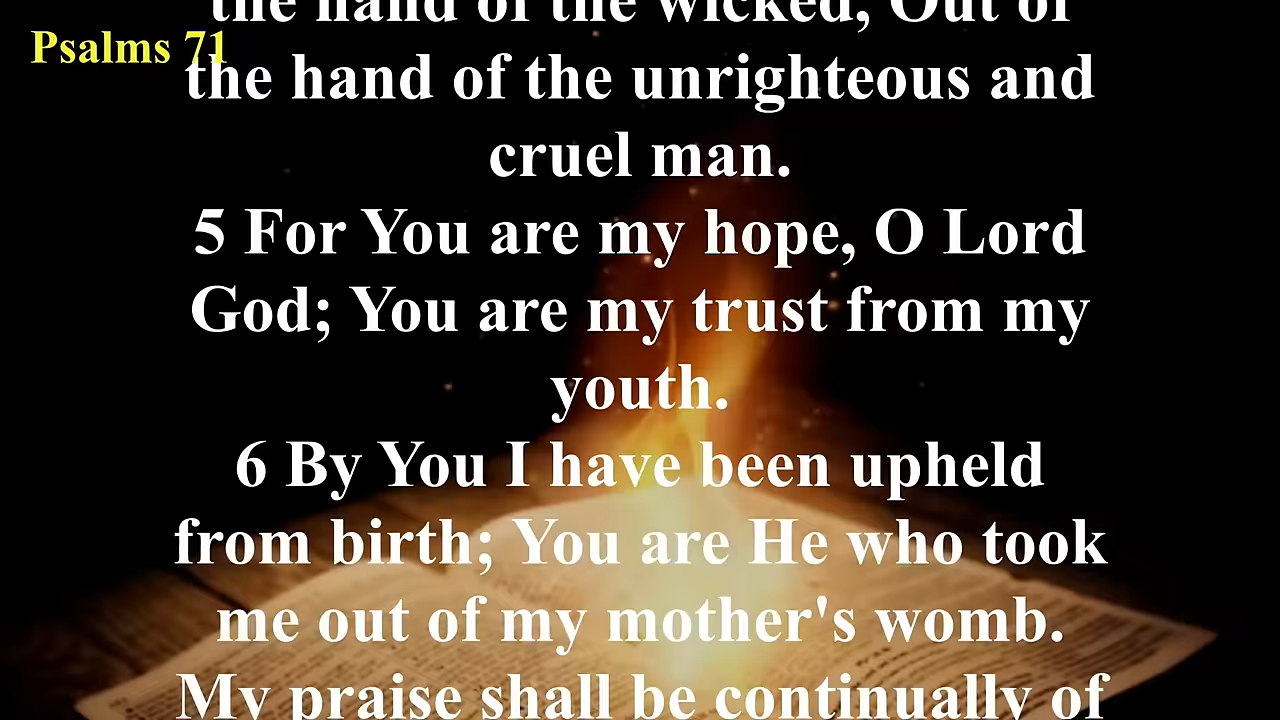 the hand of the wicked, Out of
Psalms 71
the hand of the unrighteous and
cruel man.
5 For You are my hope, O Lord
God; You are my trust from my
youth.
6 By You I have been upheld
from birth; You are He who took
me out of my mother's womb.
My praise shall be continually of